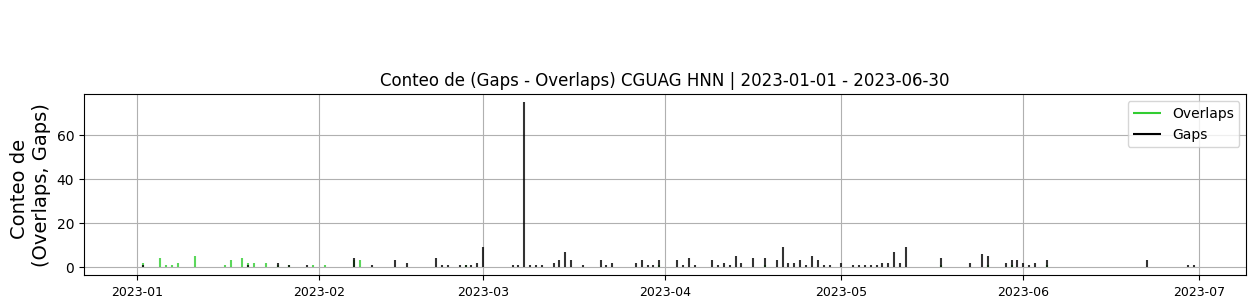 Conteo de (Gaps - Overlaps) CGUAG HNN | 2023-01-01 - 2023-06-30
Conteo de
(Overlaps, Gaps)
60
40
20
0
Overlaps
Gaps
2023-01
2023-02
2023-03
2023-04
2023-05
2023-06
2023-07